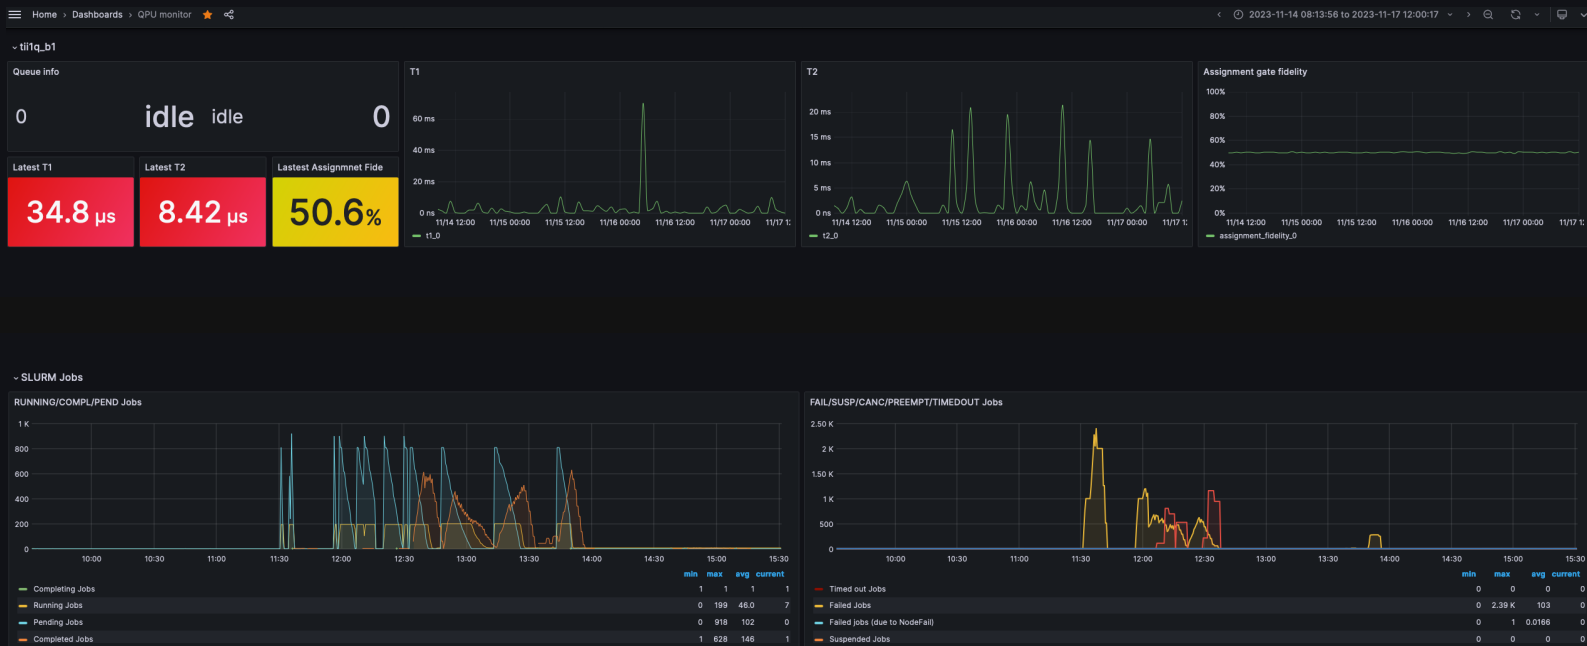 Home › Dashboards › QPU monitor
2023-11-14 08:13:56 to 2023-11-17 12:00:17
tii1q_b1
Queue info
0 idle idle 0
Latest T1
34.8 µs
Latest T2
8.42 µs
Lastest Assignmnet Fide
50.6%
T1
60 ms
40 ms
20 ms
0 ns
11/14 12:00 11/15 00:00 11/15 12:00 11/16 00:00 11/16 12:00 11/17 00:00 11/17 1:
t1_0
T2
20 ms
15 ms
10 ms
5 ms
0 ns
11/14 12:00 11/15 00:00 11/15 12:00 11/16 00:00 11/16 12:00 11/17 00:00 11/17 1:
t2_0
Assignment gate fidelity
100%
80%
60%
40%
20%
0%
11/14 12:00 11/15 00:00 11/15 12:00 11/16 00:00 11/16 12:00 11/17 00:00 11/17 1:
assignment_fidelity_0
SLURM Jobs
RUNNING/COMPL/PEND Jobs
1 K
800
600
400
200
0
10:00 10:30 11:00 11:30 12:00 12:30 13:00 13:30 14:00 14:30 15:00 15:30
min max avg current
Completing Jobs 1 1 1 1
Running Jobs 0 199 46.0 7
Pending Jobs 0 918 102 0
Completed Jobs 1 628 146 1
FAIL/SUSP/CANC/PREEMPT/TIMEDOUT Jobs
2.50 K
2 K
1.50 K
1 K
500
0
10:00 10:30 11:00 11:30 12:00 12:30 13:00 13:30 14:00 14:30 15:00 15:30
min max avg current
Timed out Jobs 0 0 0 0
Failed Jobs 0 2.39 K 103 0
Failed jobs (due to NodeFail) 0 1 0.0166 0
Suspended Jobs 0 0 0 0